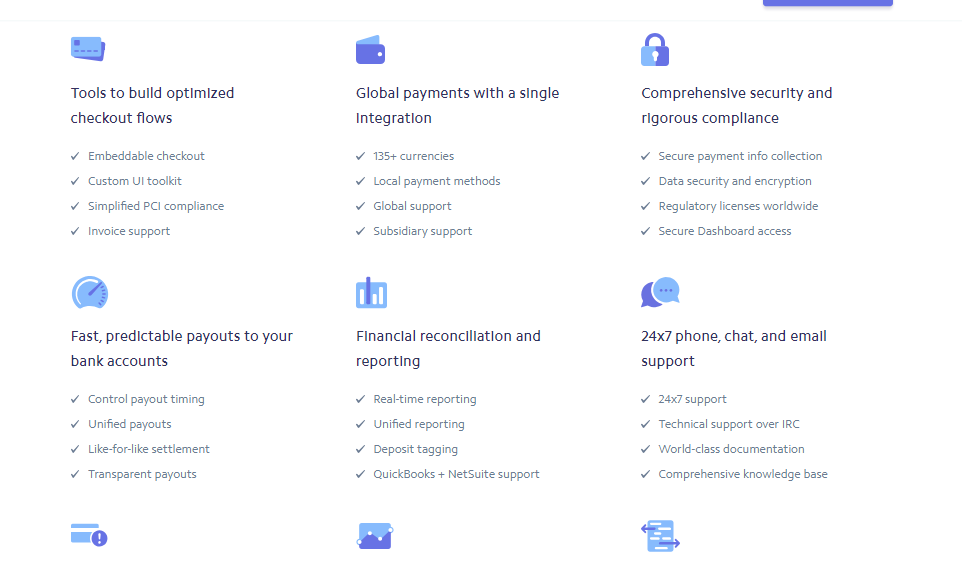 Tools to build optimized
checkout flows
Embeddable checkout
Custom UI toolkit
Simplified PCI compliance
Invoice support
Global payments with a single
integration
135+ currencies
Local payment methods
Global support
Subsidiary support
Comprehensive security and
rigorous compliance
Secure payment info collection
Data security and encryption
Regulatory licenses worldwide
Secure Dashboard access
Fast, predictable payouts to your
bank accounts
Control payout timing
Unified payouts
Like-for-like settlement
Transparent payouts
Financial reconciliation and
reporting
Real-time reporting
Unified reporting
Deposit tagging
QuickBooks + NetSuite support
24x7 phone, chat, and email
support
24x7 support
Technical support over IRC
World-class documentation
Comprehensive knowledge base